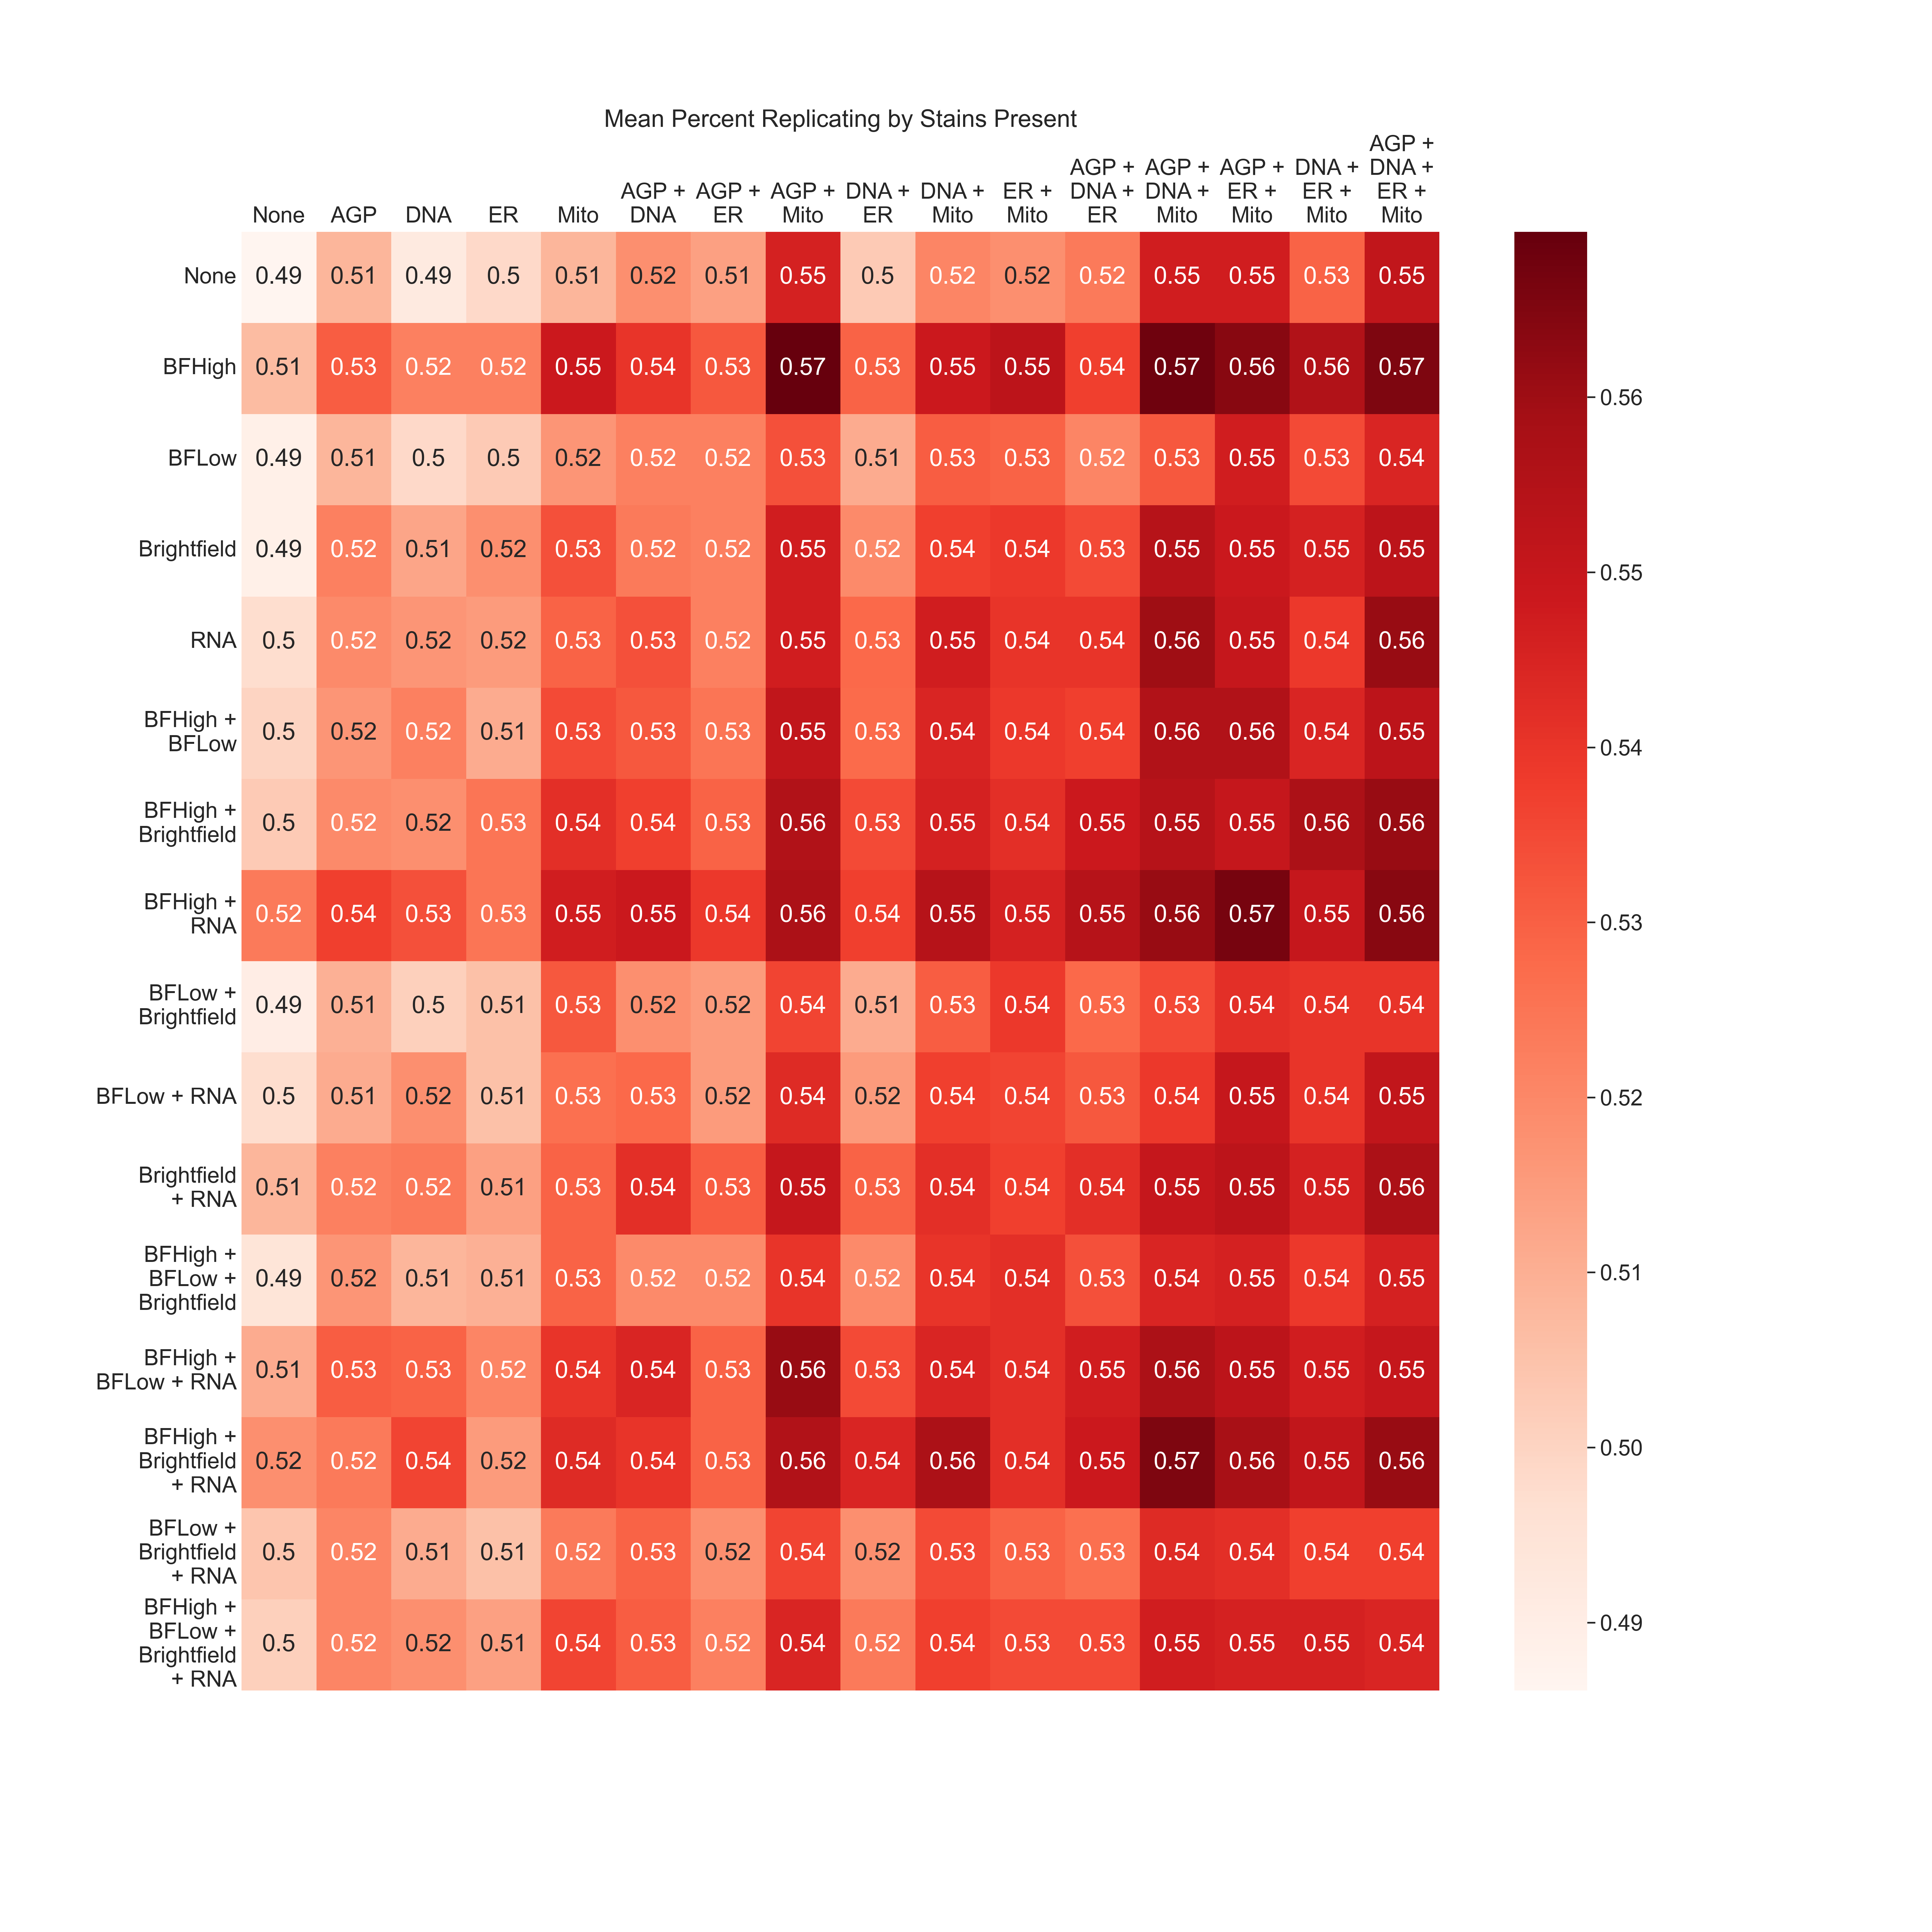 Mean Percent Replicating by Stains Present
None AGP DNA ER Mito AGP + DNA AGP + ER AGP + Mito DNA + ER DNA + Mito ER + Mito AGP + DNA + ER AGP + DNA + Mito AGP + ER + Mito DNA + ER + Mito AGP + DNA + ER + Mito
None 0.49 0.51 0.49 0.5 0.51 0.52 0.51 0.55 0.5 0.52 0.52 0.52 0.55 0.55 0.53 0.55
BFHigh 0.51 0.53 0.52 0.52 0.55 0.54 0.53 0.57 0.53 0.55 0.55 0.54 0.57 0.56 0.56 0.57
BFLow 0.49 0.51 0.5 0.5 0.52 0.52 0.52 0.53 0.51 0.53 0.53 0.52 0.53 0.55 0.53 0.54
Brightfield 0.49 0.52 0.51 0.52 0.53 0.52 0.52 0.55 0.52 0.54 0.54 0.53 0.55 0.55 0.55 0.55
RNA 0.5 0.52 0.52 0.52 0.53 0.53 0.52 0.55 0.53 0.55 0.54 0.54 0.56 0.55 0.54 0.56
BFHigh +
BFLow 0.5 0.52 0.52 0.51 0.53 0.53 0.53 0.55 0.53 0.54 0.54 0.54 0.56 0.56 0.54 0.55
BFHigh +
Brightfield 0.5 0.52 0.52 0.53 0.54 0.54 0.53 0.56 0.53 0.55 0.54 0.55 0.55 0.55 0.56 0.56
BFHigh +
RNA 0.52 0.54 0.53 0.53 0.55 0.55 0.54 0.56 0.54 0.55 0.55 0.55 0.56 0.57 0.55 0.56
BFLow +
Brightfield 0.49 0.51 0.5 0.51 0.53 0.52 0.52 0.54 0.51 0.53 0.54 0.53 0.53 0.54 0.54 0.54
BFLow + RNA 0.5 0.51 0.52 0.51 0.53 0.53 0.52 0.54 0.52 0.54 0.54 0.53 0.54 0.55 0.54 0.55
Brightfield
+ RNA 0.51 0.52 0.52 0.51 0.53 0.54 0.53 0.55 0.53 0.54 0.54 0.54 0.55 0.55 0.55 0.56
BFHigh +
BFLow +
Brightfield 0.49 0.52 0.51 0.51 0.53 0.52 0.52 0.54 0.52 0.54 0.54 0.53 0.54 0.55 0.54 0.55
BFHigh +
BFLow + RNA 0.51 0.53 0.53 0.52 0.54 0.54 0.53 0.56 0.53 0.54 0.54 0.55 0.56 0.55 0.55 0.55
BFHigh +
Brightfield
+ RNA 0.52 0.52 0.54 0.52 0.54 0.54 0.53 0.56 0.54 0.56 0.54 0.55 0.57 0.56 0.55 0.56
BFLow +
Brightfield
+ RNA 0.5 0.52 0.51 0.51 0.52 0.53 0.52 0.54 0.52 0.53 0.53 0.53 0.54 0.54 0.54 0.54
BFHigh +
BFLow +
Brightfield
+ RNA 0.5 0.52 0.52 0.51 0.54 0.53 0.52 0.54 0.52 0.54 0.53 0.53 0.55 0.55 0.55 0.54
0.56
0.55
0.54
0.53
0.52
0.51
0.50
0.49